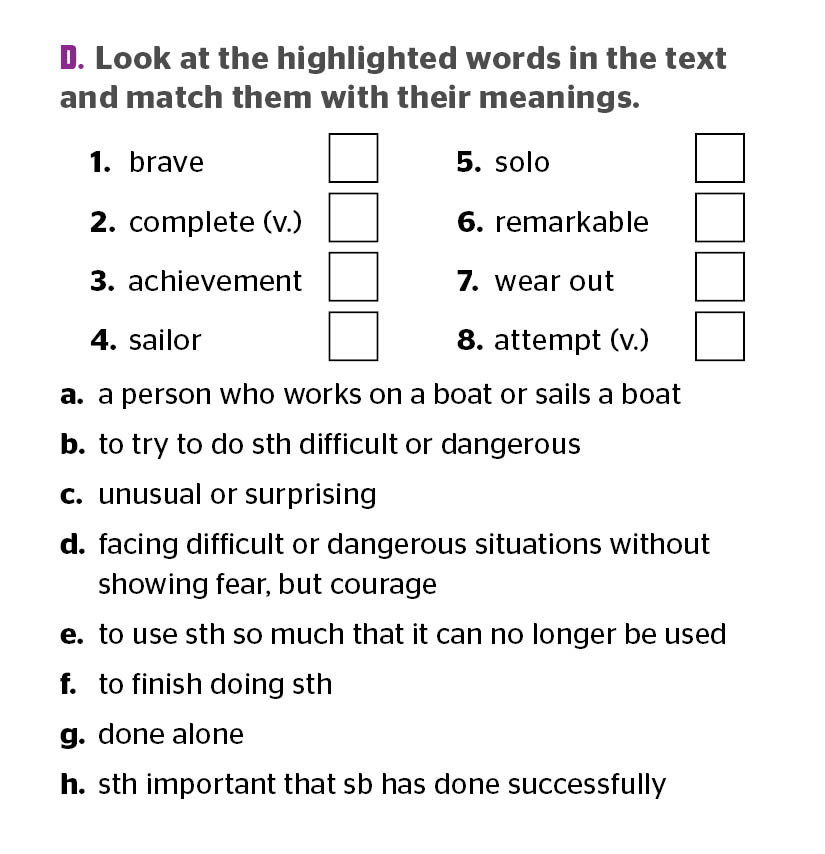 D. Look at the highlighted words in the text
and match them with their meanings.
1. brave
5. solo
2. complete (v.)
6. remarkable
3. achievement
7. wear out
4. sailor
8. attempt (v.)
a. a person who works on a boat or sails a boat
b. to try to do sth difficult or dangerous
c. unusual or surprising
d. facing difficult or dangerous situations without
showing fear, but courage
e. to use sth so much that it can no longer be used
f. to finish doing sth
g. done alone
h. sth important that sb has done successfully